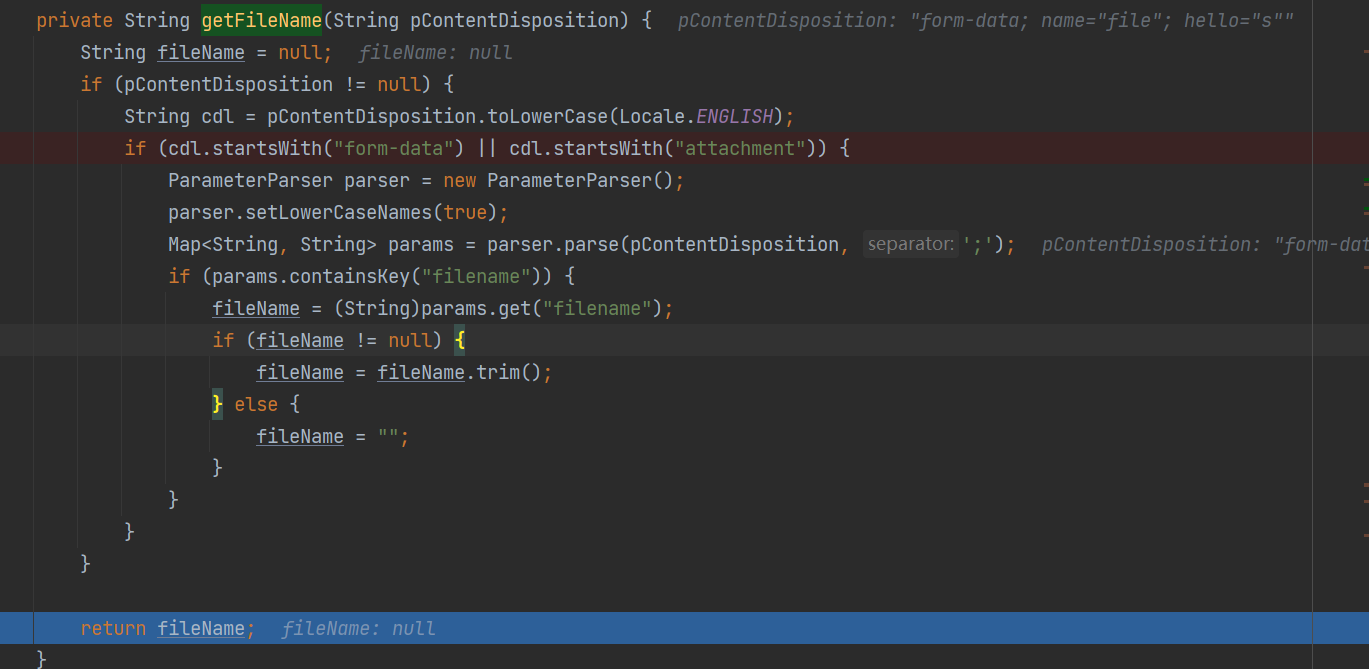 private String getFileName(String pContentDisposition) {  pContentDisposition: "form-data; name="file"; hello="s""
String fileName = null;  fileName: null
if (pContentDisposition != null) {
String cdl = pContentDisposition.toLowerCase(Locale.ENGLISH);
if (cdl.startsWith("form-data") || cdl.startsWith("attachment")) {
ParameterParser parser = new ParameterParser();
parser.setLowerCaseNames(true);
Map<String, String> params = parser.parse(pContentDisposition, separator: ';');  pContentDisposition: "form-dat
if (params.containsKey("filename")) {
fileName = (String)params.get("filename");
if (fileName != null) {
fileName = fileName.trim();
} else {
fileName = "";
}
}
}
}
return fileName;  fileName: null
}